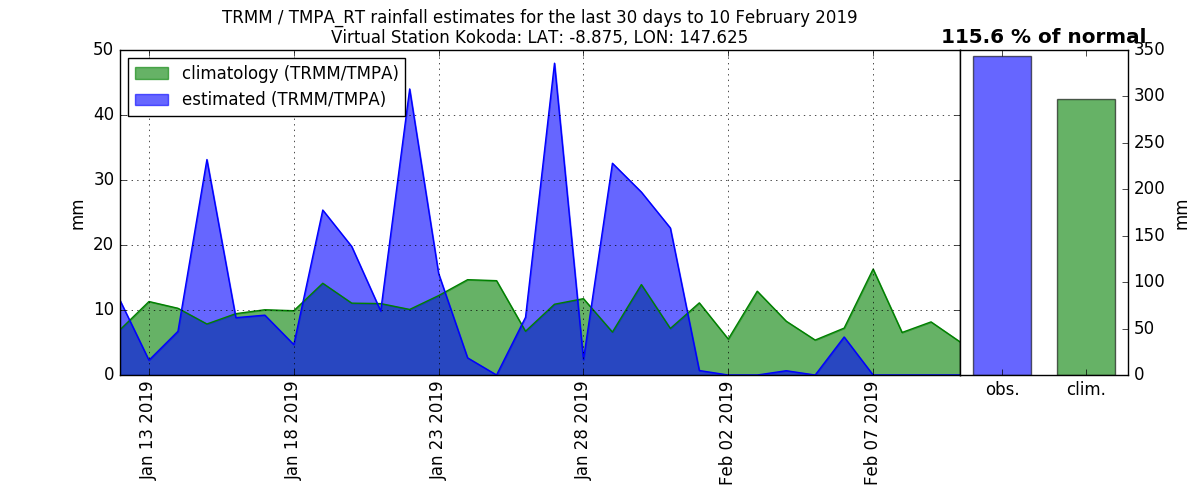 TRMM / TMPA_RT rainfall estimates for the last 30 days to 10 February 2019
Virtual Station Kokoda: LAT: -8.875, LON: 147.625
115.6 % of normal
climatology (TRMM/TMPA)
estimated (TRMM/TMPA)
50
40
30
20
10
0
mm
Jan 13 2019
Jan 18 2019
Jan 23 2019
Jan 28 2019
Feb 02 2019
Feb 07 2019
350
300
250
200
150
100
50
0
mm
obs.
clim.